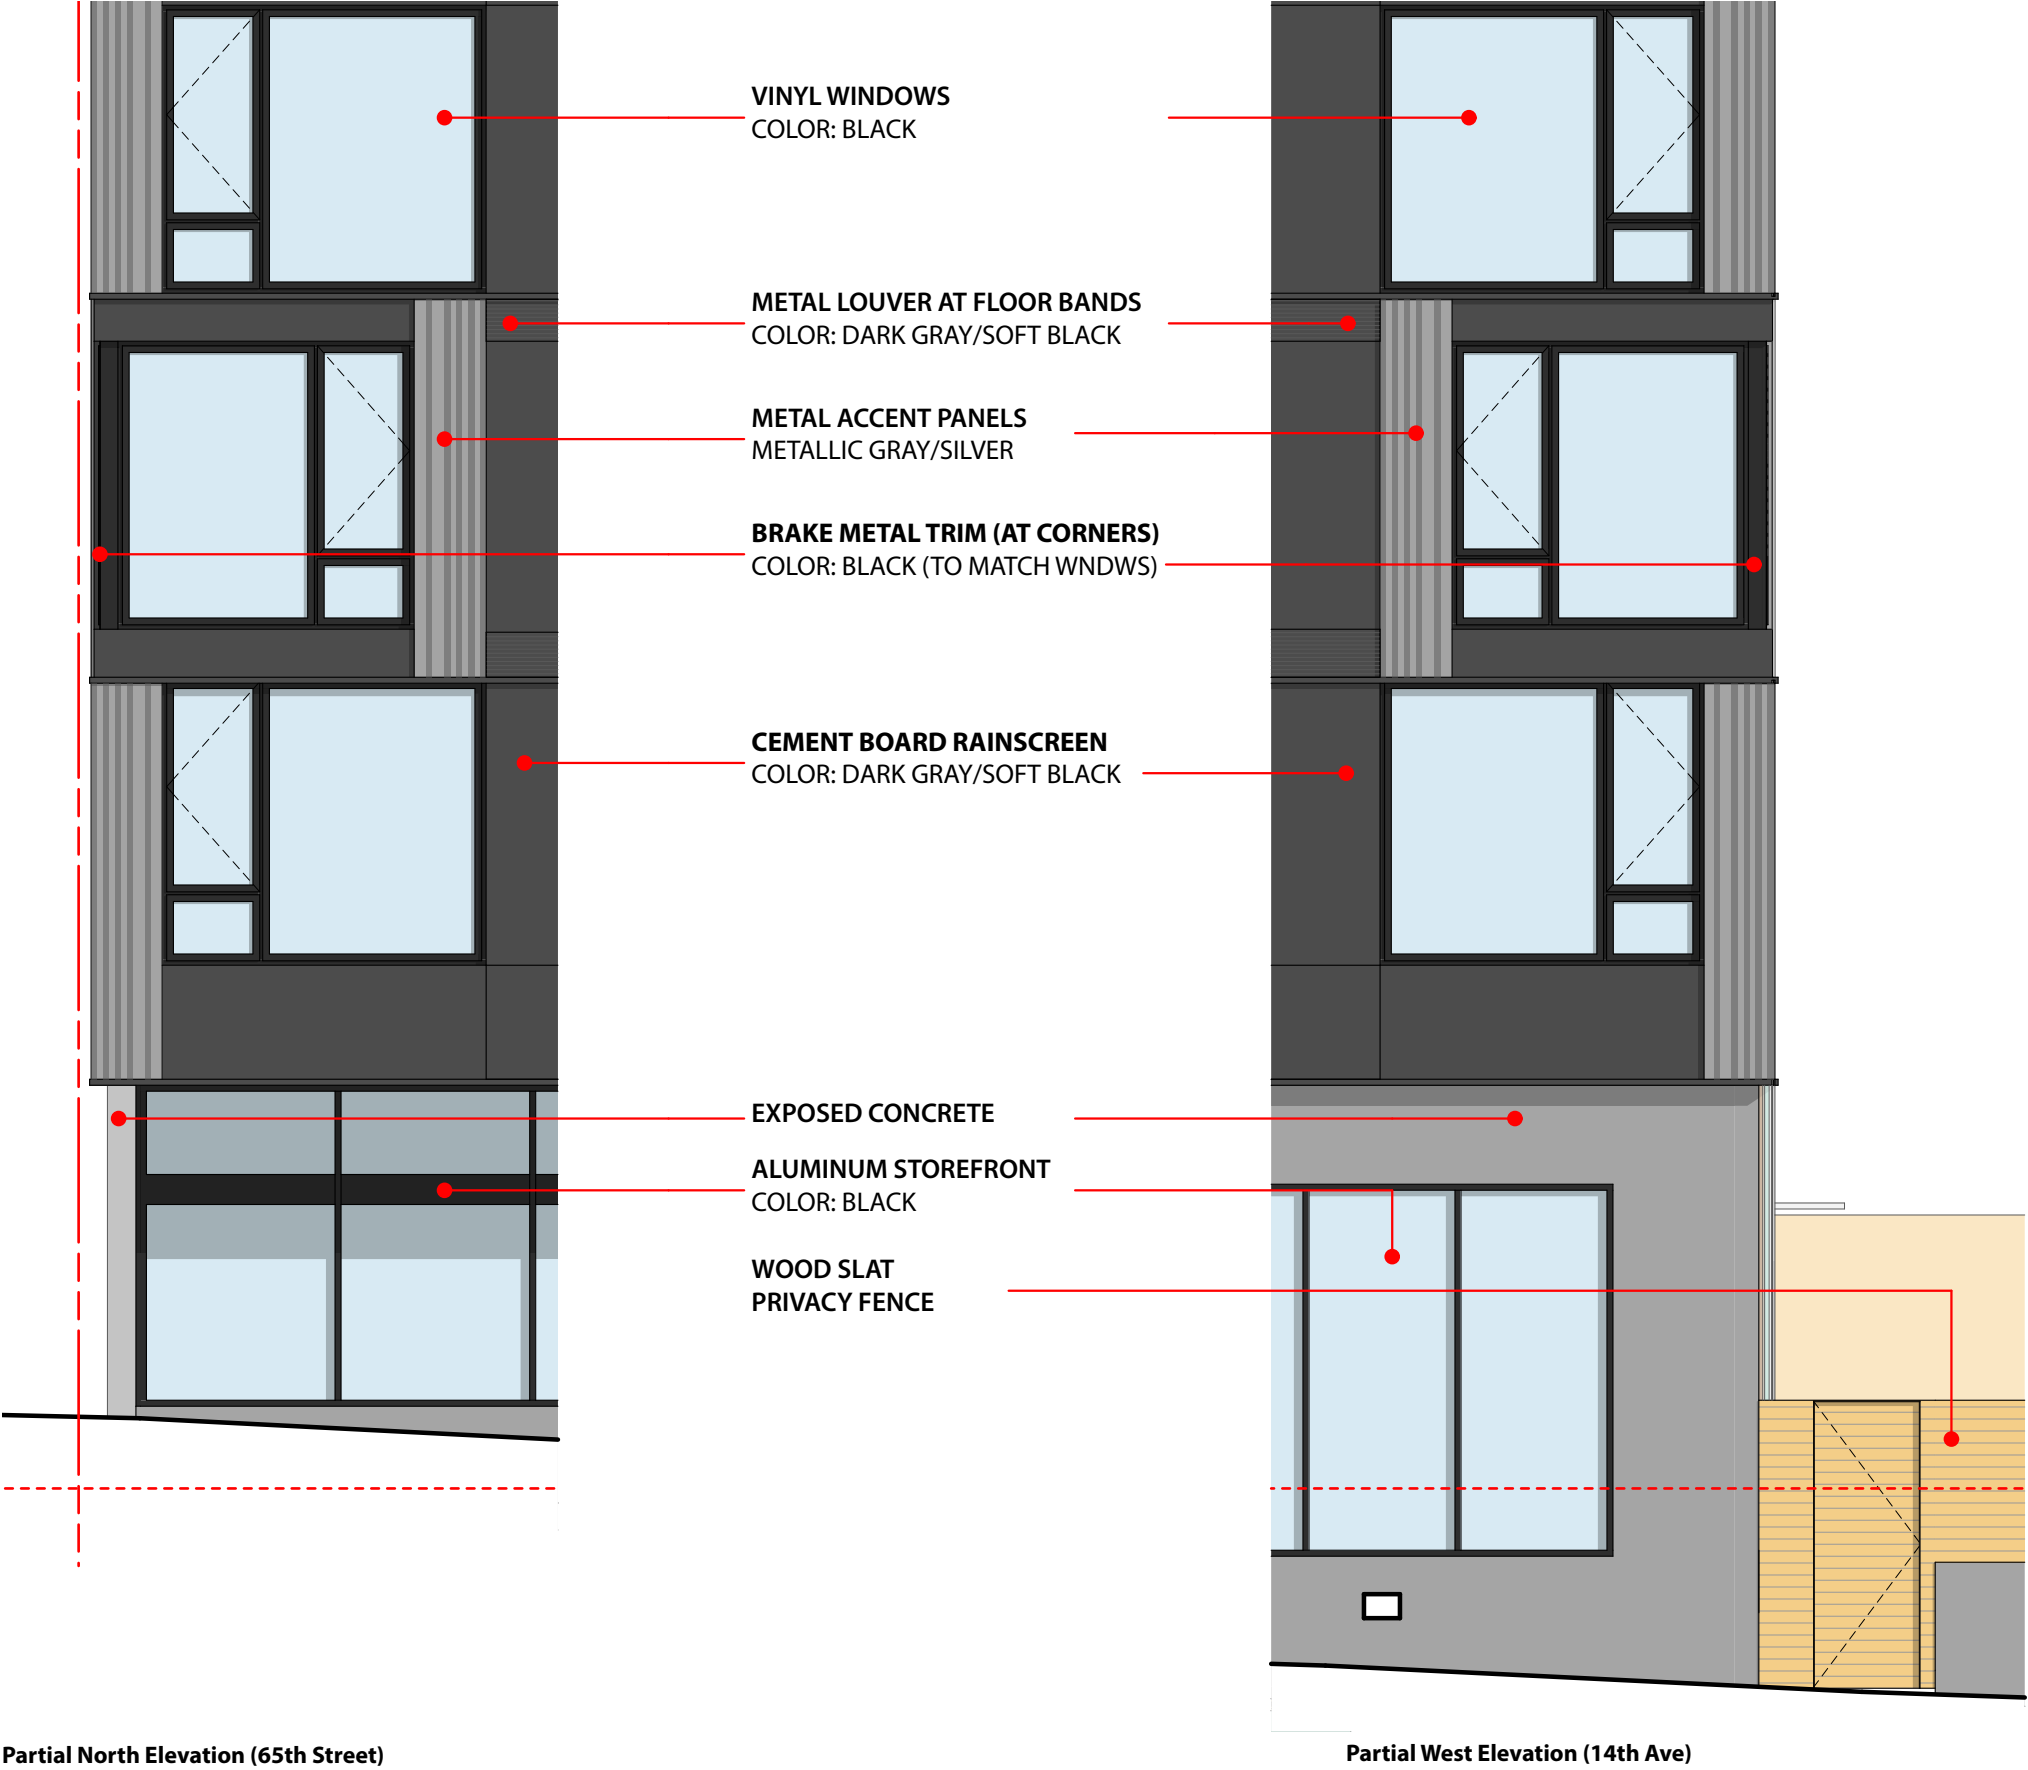 VINYL WINDOWS
COLOR: BLACK
METAL LOUVER AT FLOOR BANDS
COLOR: DARK GRAY/SOFT BLACK
METAL ACCENT PANELS
METALLIC GRAY/SILVER
BRAKE METAL TRIM (AT CORNERS)
COLOR: BLACK (TO MATCH WNDWS)
CEMENT BOARD RAINSCREEN
COLOR: DARK GRAY/SOFT BLACK
EXPOSED CONCRETE
ALUMINUM STOREFRONT
COLOR: BLACK
WOOD SLAT
PRIVACY FENCE
Partial North Elevation (65th Street)
Partial West Elevation (14th Ave)